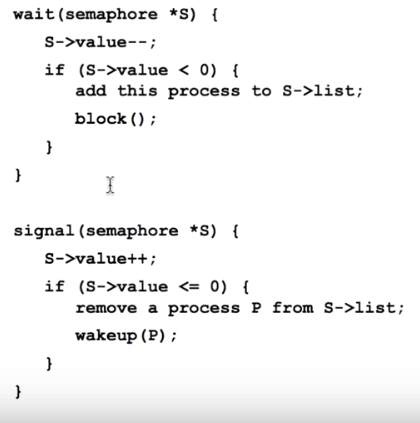 wait(semaphore *S) {
S->value--;
if (S->value < 0) {
add this process to S->list;
block();
}
}
signal(semaphore *S) {
S->value++;
if (S->value <= 0) {
remove a process P from S->list;
wakeup(P);
}
}